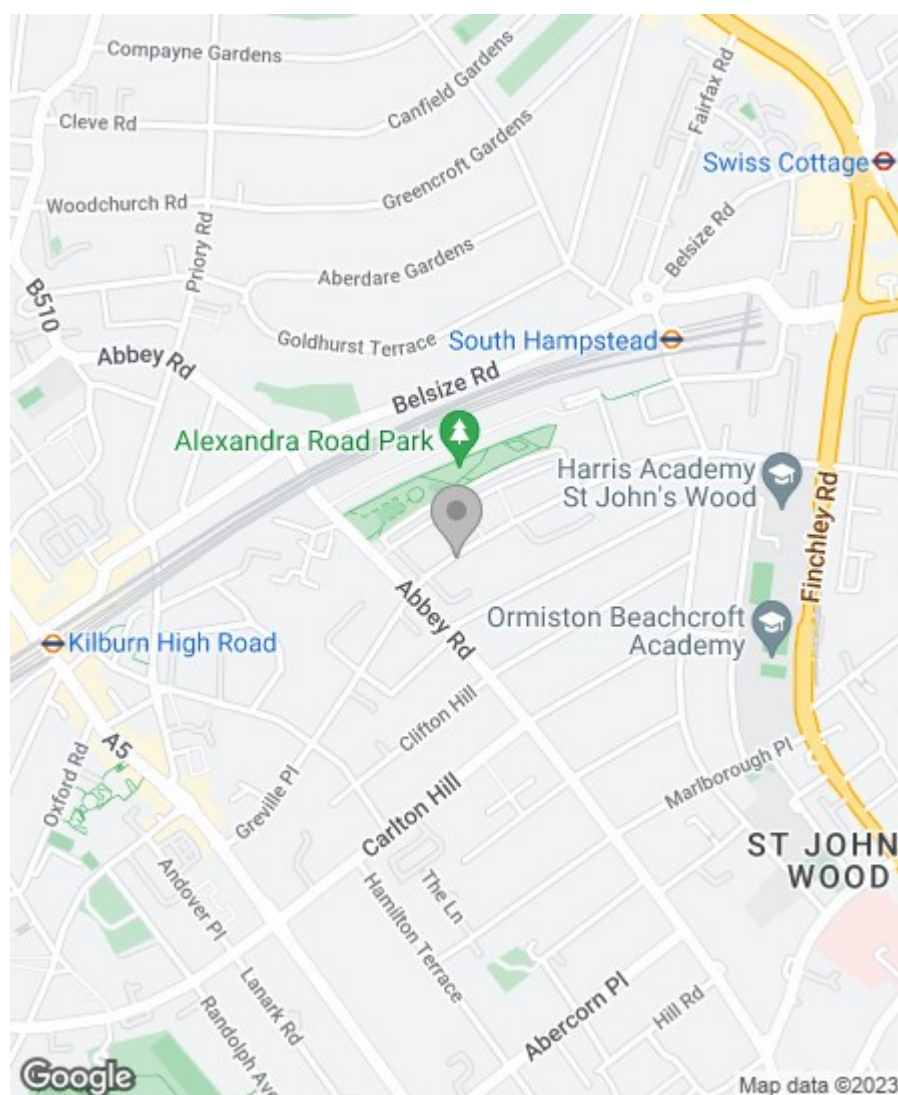 Compayne Gardens
Canfield Gardens
Fairfax Rd
Cleve Rd
Swiss Cottage
Greencroft Gardens
Woodchurch Rd
Priory Rd
Belsize Rd
Aberdare Gardens
B510
Goldhurst Terrace
South Hampstead
Abbey Rd
Belsize Rd
Alexandra Road Park
Harris Academy
St John's Wood
Finchley Rd
Abbey Rd
Ormiston Beachcroft
Academy
Kilburn High Road
Clifton Hill
A5
Oxford Rd
Greville Pl
Carlton Hill
Marlborough Pl
ST JOHN
WOOD
Andover Pl
The Ln
Hamilton Terrace
Lanark Rd
Randolph Ave
Abercorn Pl
Hill Rd
Google
Map data ©2023